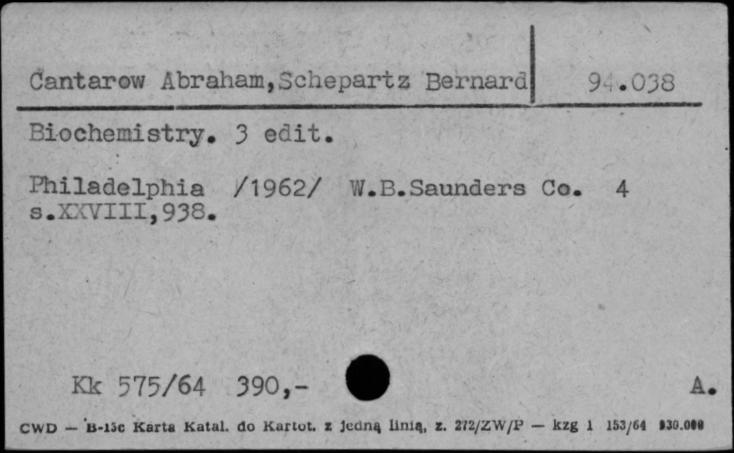 Cantarow Abraham,Schepartz Bernard 94.038
Biochemistry. 3 edit.
Philadelphia /1962/ W.B.Saunders Co. 4
s.XXVIII,938.
Kk 575/64 390,- A.
CWD — B-15c Karta Katal. do Kartot. z jedną linią, z. 272/ZW/P — kzg 1 153/64 930.000